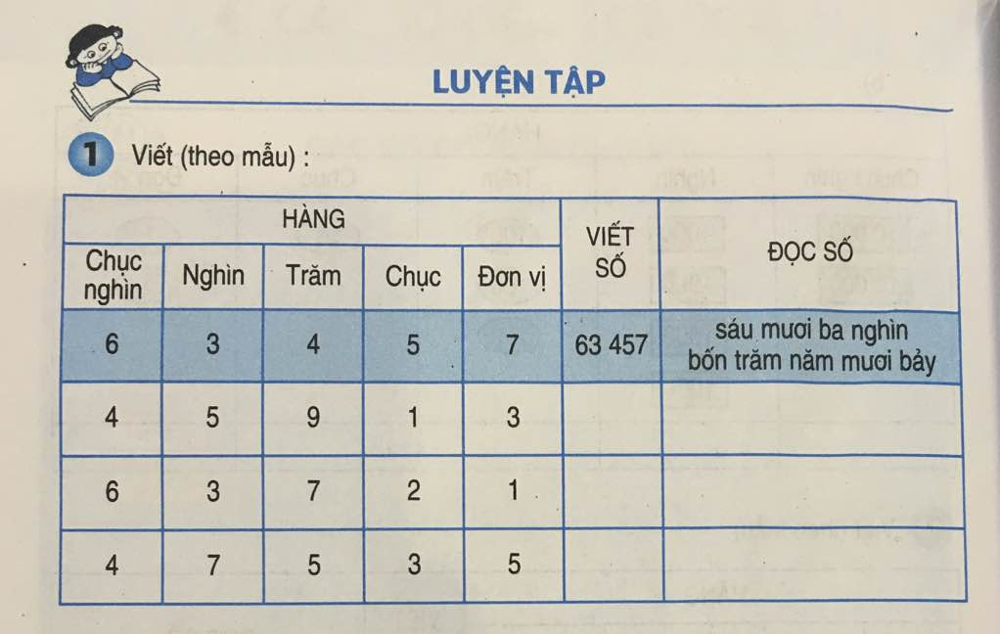 LUYỆN TẬP
1 Viết (theo mẫu) :
HÀNG VIẾT SỐ ĐỌC SỐ
Chục nghìn Nghìn Trăm Chục Đơn vị
6 3 4 5 7 63 457 sáu mươi ba nghìn
bốn trăm năm mươi bảy
4 5 9 1 3
6 3 7 2 1
4 7 5 3 5